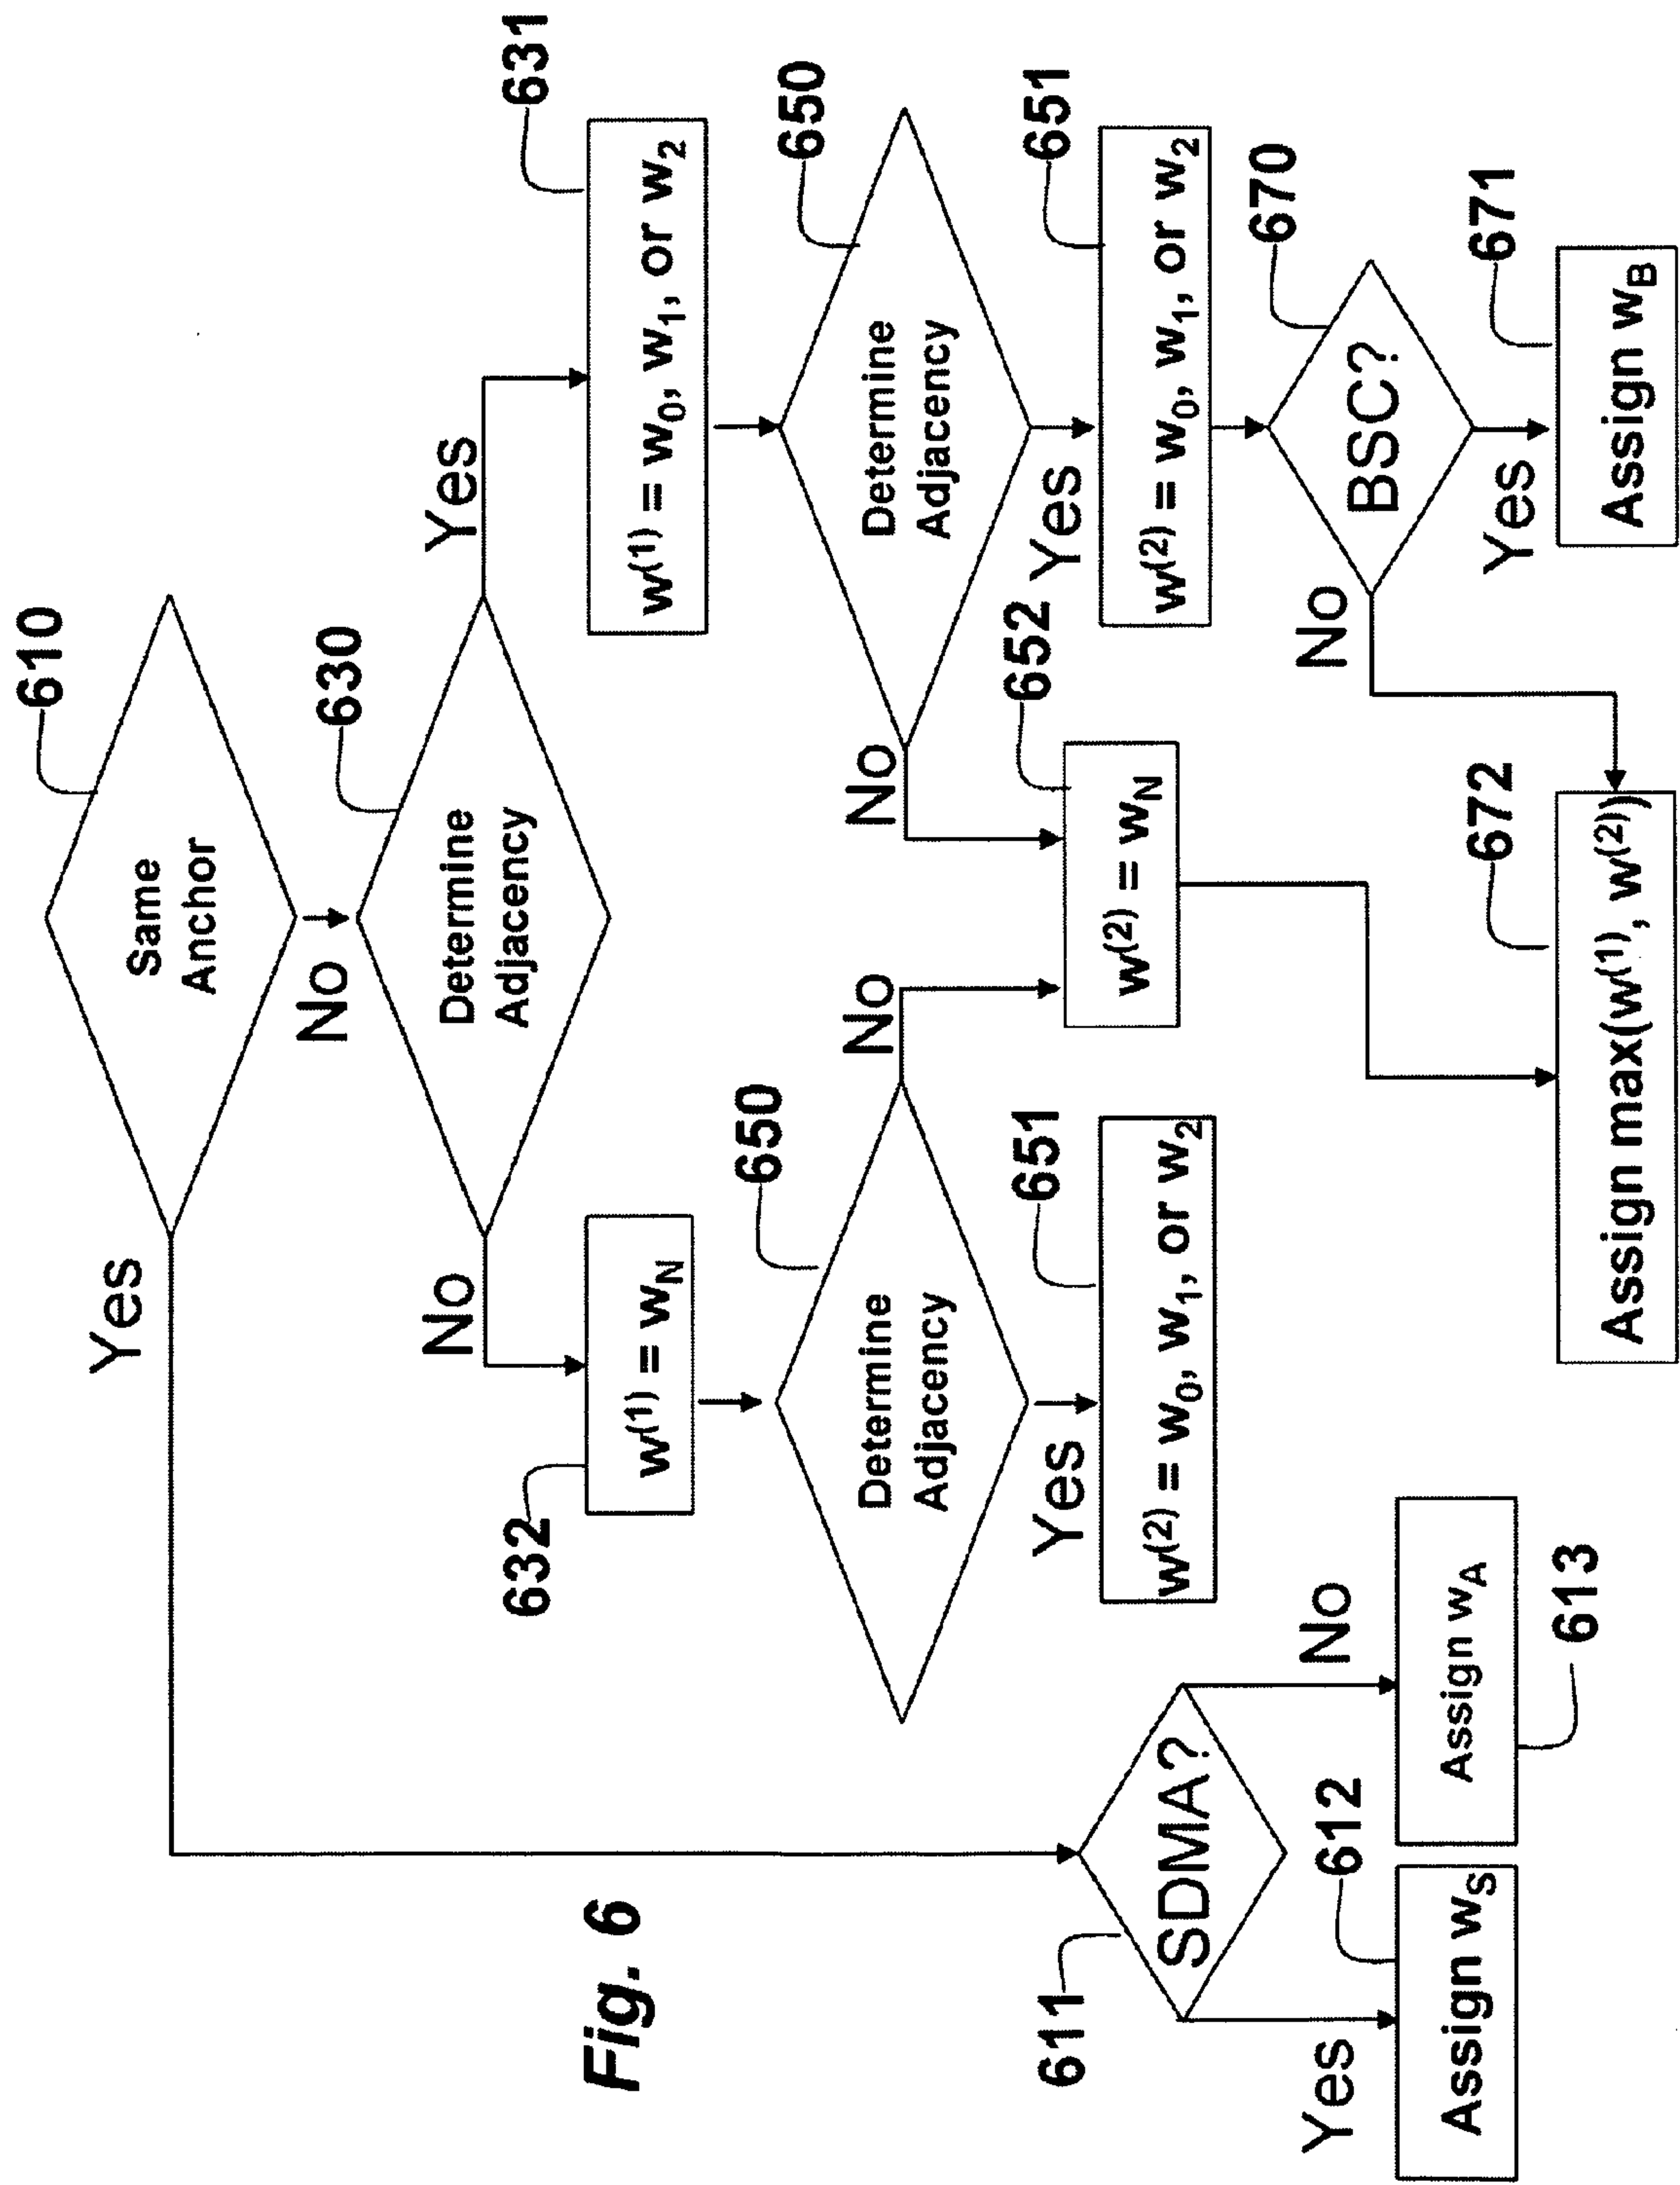 610
Same
Anchor
Yes
No
630
Determine
Adjacency
No
Yes
631
w(1) = w0, w1, or w2
632
w(1) = wN
650
Determine
Adjacency
No
Yes
650
Determine
Adjacency
No
Yes
651
w(2) = w0, w1, or w2
652
w(2) = wN
651
w(2) = w0, w1, or w2
670
BSC?
No
Yes
671
Assign wB
672
Assign max(w(1), w(2))
611
SDMA?
Yes
No
612
Assign wS
Assign wA
613
Fig. 6